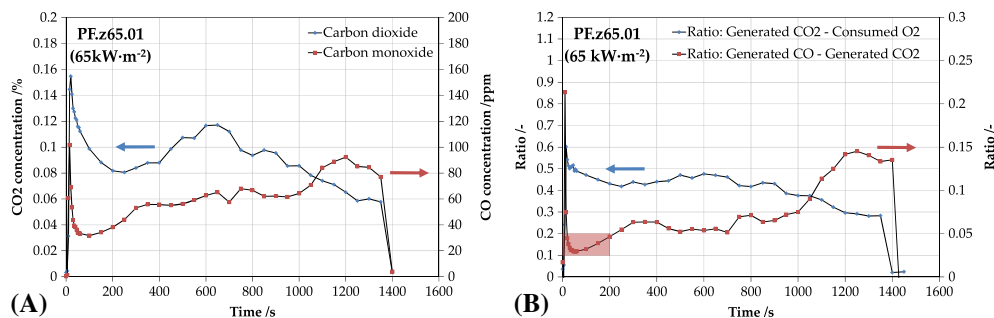 PF.z65.01
(65kW·m-2)
Carbon dioxide
Carbon monoxide
CO2 concentration /%
0.2
0.18
0.16
0.14
0.12
0.1
0.08
0.06
0.04
0.02
0
CO concentration /ppm
200
180
160
140
120
100
80
60
40
20
0
0 200 400 600 800 1000 1200 1400 1600
Time /s
(A)
PF.z65.01
(65 kW·m-2)
Ratio: Generated CO2 - Consumed O2
Ratio: Generated CO - Generated CO2
Ratio /-
1.2
1.1
1
0.9
0.8
0.7
0.6
0.5
0.4
0.3
0.2
0.1
0
Ratio /-
0.3
0.25
0.2
0.15
0.1
0.05
0
0 200 400 600 800 1000 1200 1400 1600
Time /s
(B)